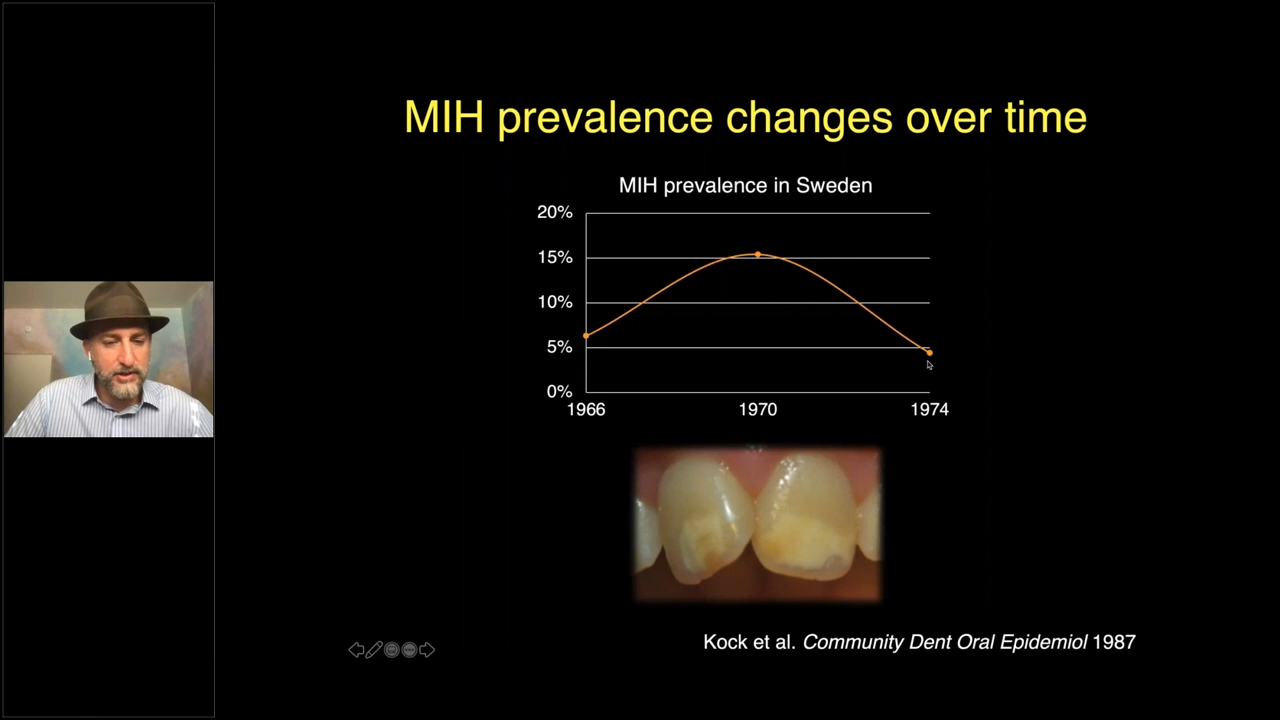 MIH prevalence changes over time
MIH prevalence in Sweden
20%
15%
10%
5%
0%
1966 1970 1974
Kock et al. Community Dent Oral Epidemiol 1987